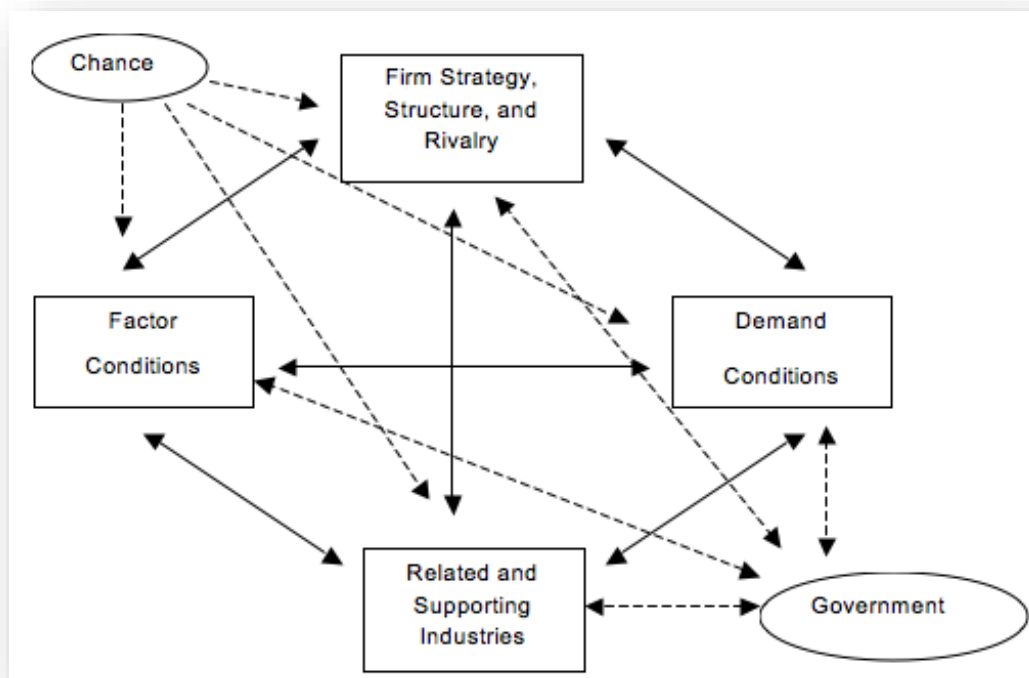 Chance
Firm Strategy,
Structure, and
Rivalry
Factor
Conditions
Demand
Conditions
Related and
Supporting
Industries
Government